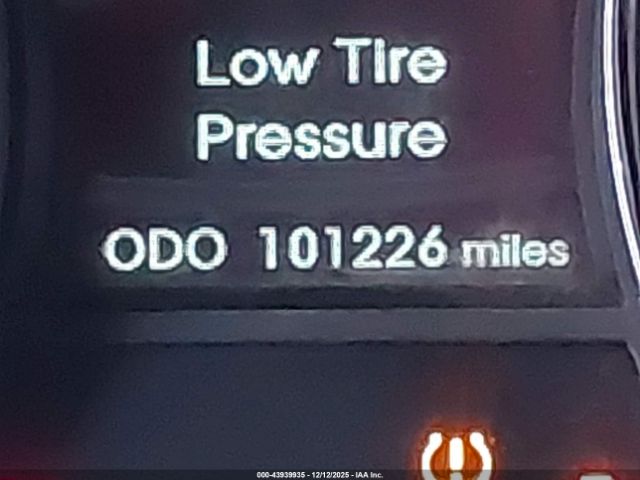 Low Tire
Pressure
ODO 101226 miles
000-43939935 - 12/12/2025 - IAA Inc.